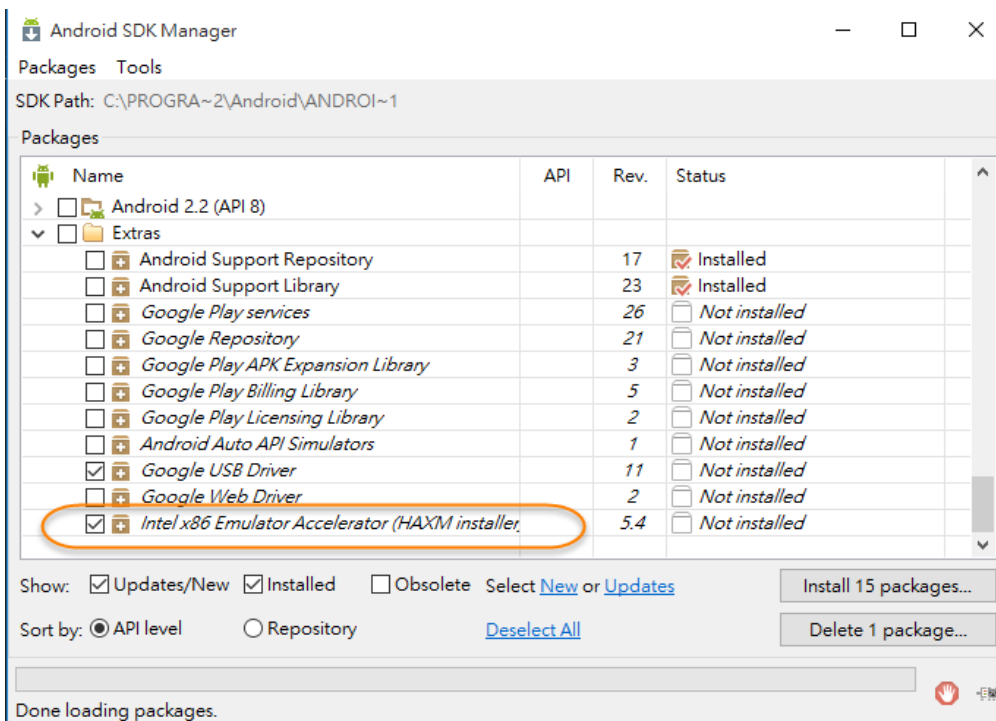 Android SDK Manager
Packages Tools
SDK Path: C:\PROGRA~2\Android\ANDROI~1
Packages
Name API Rev. Status
Android 2.2 (API 8)
Extras
Android Support Repository 17 Installed
Android Support Library 23 Installed
Google Play services 26 Not installed
Google Repository 21 Not installed
Google Play APK Expansion Library 3 Not installed
Google Play Billing Library 5 Not installed
Google Play Licensing Library 2 Not installed
Android Auto API Simulators 1 Not installed
Google USB Driver 11 Not installed
Google Web Driver 2 Not installed
Intel x86 Emulator Accelerator (HAXM installer 5.4 Not installed
Show: Updates/New Installed Obsolete Select New or Updates Install 15 packages...
Sort by: API level Repository Deselect All Delete 1 package...
Done loading packages.